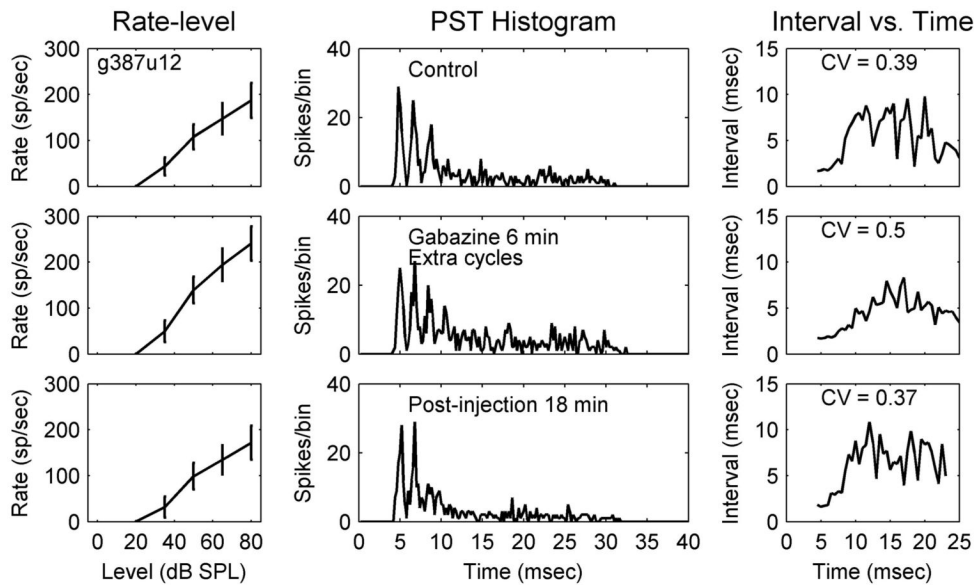 Rate-level
PST Histogram
Interval vs. Time
300
200
100
0
Rate (sp/sec)
g387u12
40
20
0
Spikes/bin
Control
15
10
5
0
Interval (msec)
CV = 0.39
300
200
100
0
Rate (sp/sec)
40
20
0
Spikes/bin
Gabazine 6 min
Extra cycles
15
10
5
0
Interval (msec)
CV = 0.5
300
200
100
0
Rate (sp/sec)
0 20 40 60 80
Level (dB SPL)
40
20
0
Spikes/bin
Post-injection 18 min
0 5 10 15 20 25 30 35 40
Time (msec)
15
10
5
0
Interval (msec)
CV = 0.37
0 5 10 15 20 25
Time (msec)